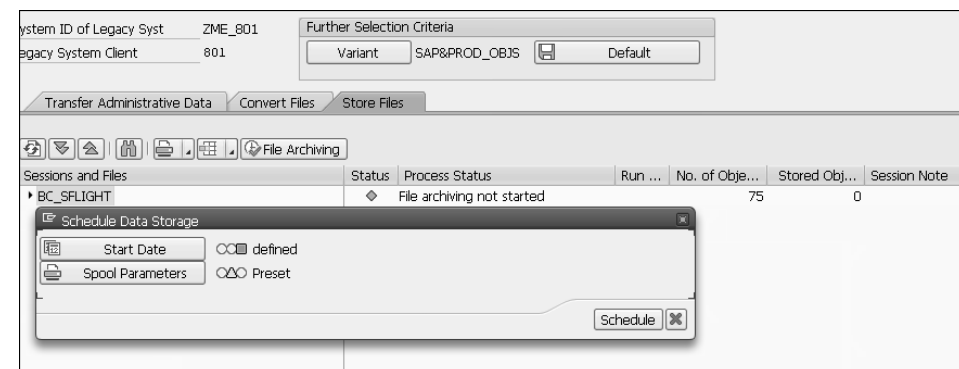 ystem ID of Legacy Syst ZME_801
egacy System Client 801
Further Selection Criteria
Variant SAP&PROD_OBJS Default
Transfer Administrative Data Convert Files Store Files
File Archiving
Sessions and Files Status Process Status Run ... No. of Obje... Stored Obj... Session Note
BC_SFLIGHT File archiving not started 75 0
Schedule Data Storage
Start Date defined
Spool Parameters Preset
Schedule